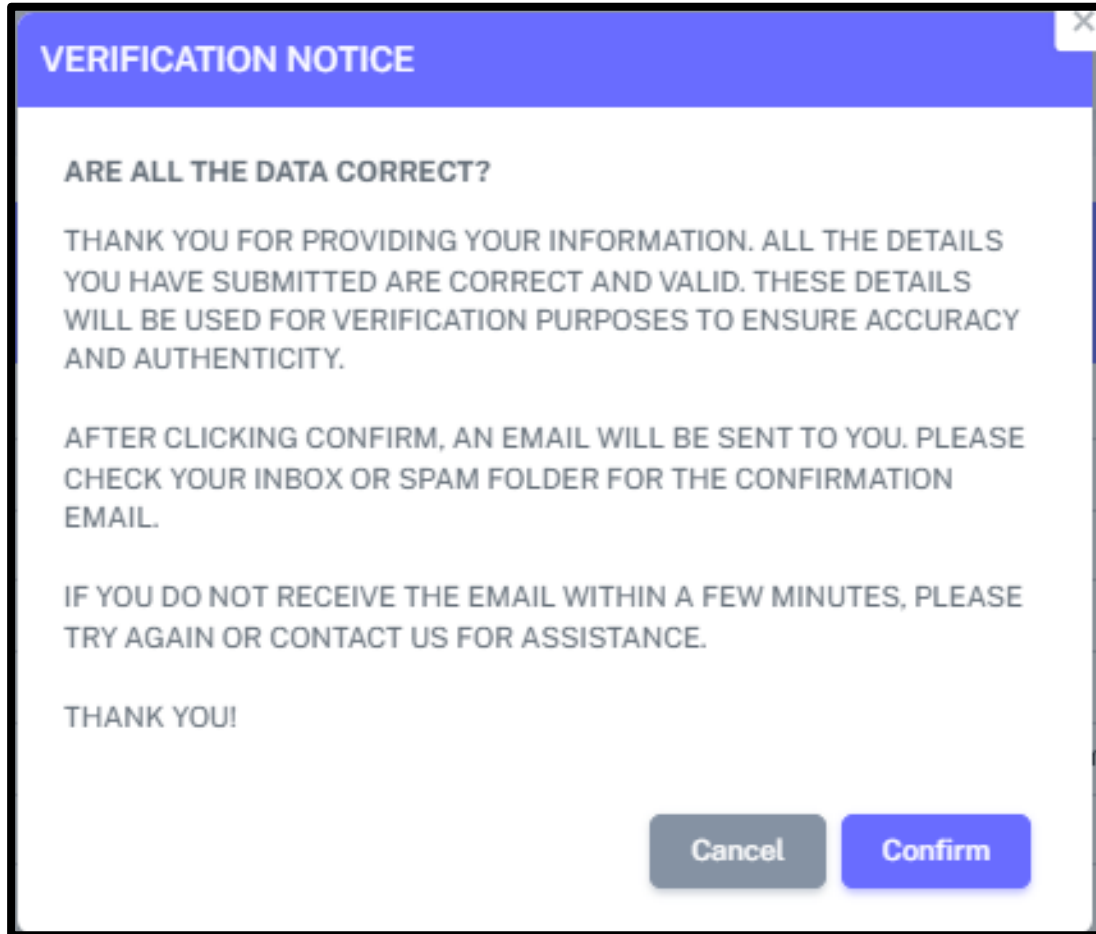 VERIFICATION NOTICE
ARE ALL THE DATA CORRECT?
THANK YOU FOR PROVIDING YOUR INFORMATION. ALL THE DETAILS
YOU HAVE SUBMITTED ARE CORRECT AND VALID. THESE DETAILS
WILL BE USED FOR VERIFICATION PURPOSES TO ENSURE ACCURACY
AND AUTHENTICITY.
AFTER CLICKING CONFIRM, AN EMAIL WILL BE SENT TO YOU. PLEASE
CHECK YOUR INBOX OR SPAM FOLDER FOR THE CONFIRMATION
EMAIL.
IF YOU DO NOT RECEIVE THE EMAIL WITHIN A FEW MINUTES, PLEASE
TRY AGAIN OR CONTACT US FOR ASSISTANCE.
THANK YOU!
Cancel Confirm